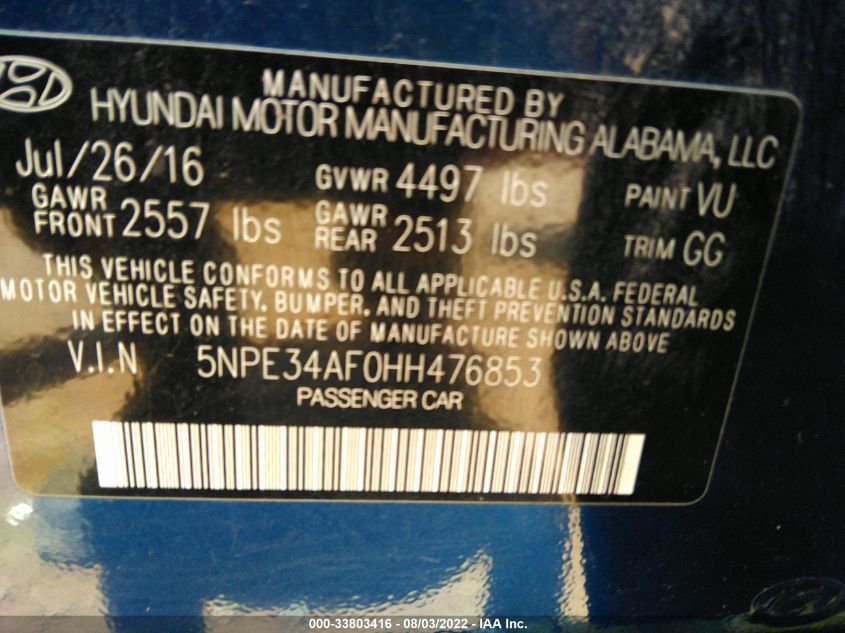 MANUFACTURED BY
HYUNDAI MOTOR MANUFACTURING ALABAMA, LLC
Jul/26/16 GVWR 4497 lbs PAINT VU
GAWR FRONT 2557 lbs GAWR REAR 2513 lbs TRIM GG
THIS VEHICLE CONFORMS TO ALL APPLICABLE U.S.A. FEDERAL
MOTOR VEHICLE SAFETY, BUMPER, AND THEFT PREVENTION STANDARDS
IN EFFECT ON THE DATE OF MANUFACTURE SHOWN ABOVE
V.I.N 5NPE34AF0HH476853
PASSENGER CAR
000-33803416 - 08/03/2022 - IAA Inc.